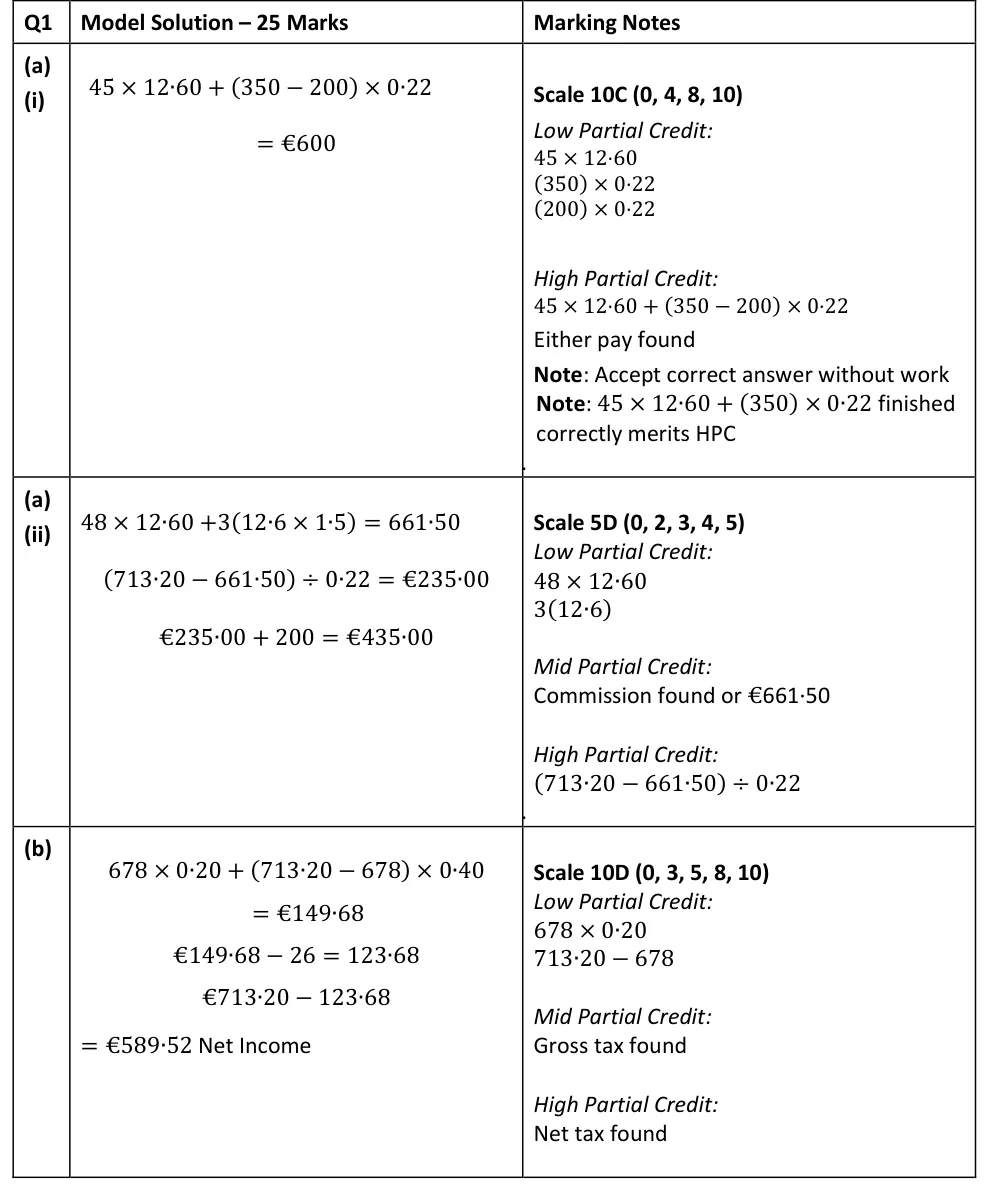 Q1 Model Solution – 25 Marks Marking Notes
(a)
(i)
45 × 12·60 + (350 − 200) × 0·22
= €600
Scale 10C (0, 4, 8, 10)
Low Partial Credit:
45 × 12·60
(350) × 0·22
(200) × 0·22
High Partial Credit:
45 × 12·60 + (350 − 200) × 0·22
Either pay found
Note: Accept correct answer without work
Note: 45 × 12·60 + (350) × 0·22 finished
correctly merits HPC
.
(a)
(ii)
48 × 12·60 +3(12·6 × 1·5) = 661·50
(713·20 − 661·50) ÷ 0·22 = €235·00
€235·00 + 200 = €435·00
Scale 5D (0, 2, 3, 4, 5)
Low Partial Credit:
48 × 12·60
3(12·6)
Mid Partial Credit:
Commission found or €661·50
High Partial Credit:
(713·20 − 661·50) ÷ 0·22
.
(b)
678 × 0·20 + (713·20 − 678) × 0·40
= €149·68
€149·68 − 26 = 123·68
€713·20 − 123·68
= €589·52 Net Income
Scale 10D (0, 3, 5, 8, 10)
Low Partial Credit:
678 × 0·20
713·20 − 678
Mid Partial Credit:
Gross tax found
High Partial Credit:
Net tax found